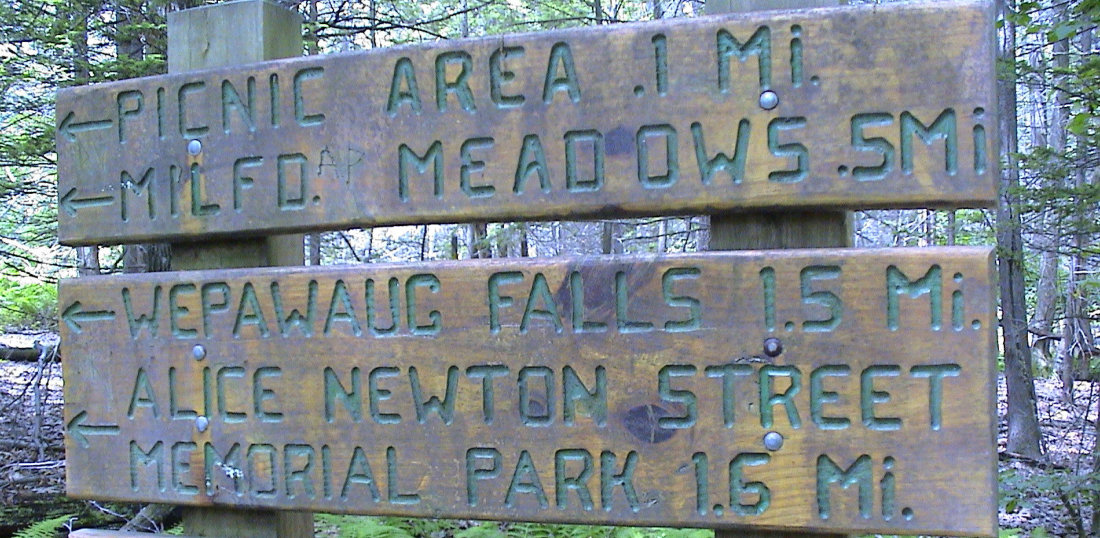 ← PICNIC AREA .1 Mi.
← MILFD. MEADOWS .5Mi
← WEPAWAUG FALLS 1.5 Mi.
ALICE NEWTON STREET
← MEMORIAL PARK 1.6 Mi.